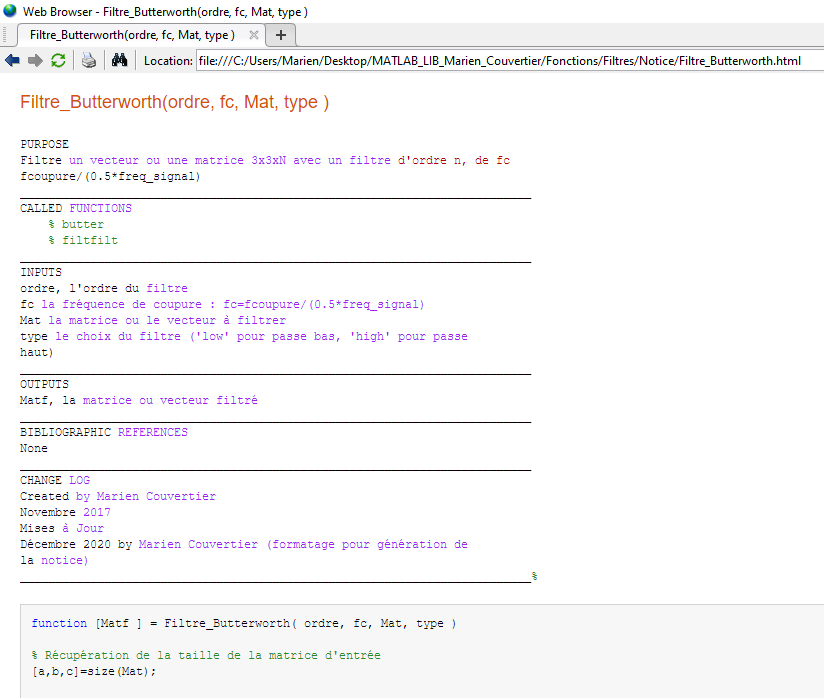 Web Browser - Filtre_Butterworth(ordre, fc, Mat, type )
Filtre_Butterworth(ordre, fc, Mat, type )
Location: file:///C:/Users/Marien/Desktop/MATLAB_LIB_Marien_Couvertier/Fonctions/Filtres/Notice/Filtre_Butterworth.html
Filtre_Butterworth(ordre, fc, Mat, type )
PURPOSE
Filtre un vecteur ou une matrice 3x3xN avec un filtre d'ordre n, de fc
fcoupure/(0.5*freq_signal)
CALLED FUNCTIONS
% butter
% filtfilt
INPUTS
ordre, l'ordre du filtre
fc la fréquence de coupure : fc=fcoupure/(0.5*freq_signal)
Mat la matrice ou le vecteur à filtrer
type le choix du filtre ('low' pour passe bas, 'high' pour passe
haut)
OUTPUTS
Matf, la matrice ou vecteur filtré
BIBLIOGRAPHIC REFERENCES
None
CHANGE LOG
Created by Marien Couvertier
Novembre 2017
Mises à Jour
Décembre 2020 by Marien Couvertier (formatage pour génération de
la notice)
%
function [Matf ] = Filtre_Butterworth( ordre, fc, Mat, type )
% Récupération de la taille de la matrice d'entrée
[a,b,c]=size(Mat);